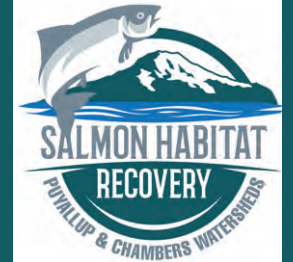 SALMON HABITAT
RECOVERY
PUYALLUP & CHAMBERS WATERSHEDS